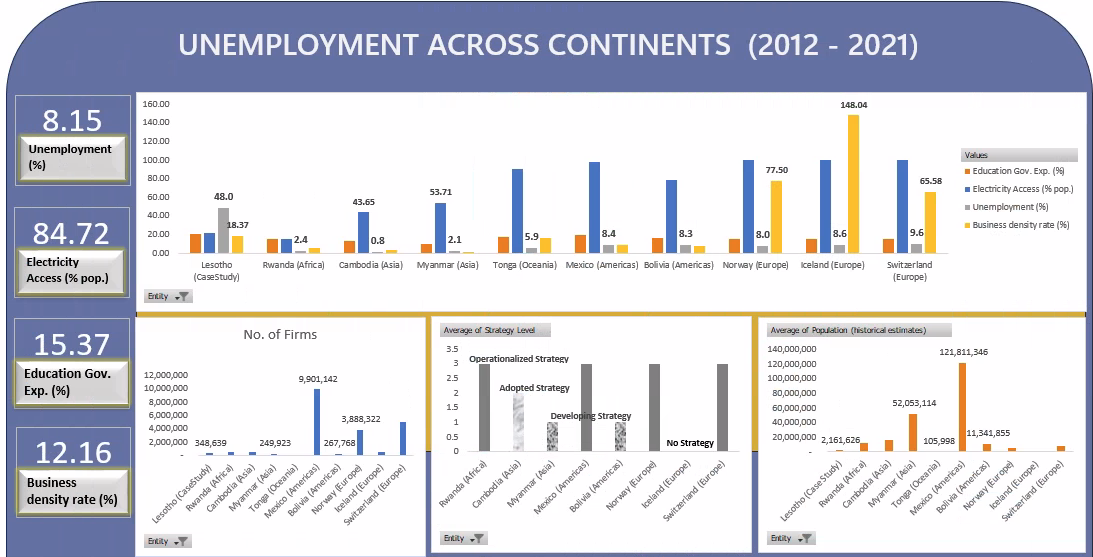 UNEMPLOYMENT ACROSS CONTINENTS (2012 - 2021)
8.15
Unemployment
(%)
84.72
Electricity
Access (% pop.)
15.37
Education Gov.
Exp. (%)
12.16
Business
density rate (%)
160.00
140.00
120.00
100.00
80.00
60.00
40.00
20.00
0.00
48.0
18.37
2.4
43.65
0.8
53.71
2.1
5.9
8.4
8.3
77.50
8.0
148.04
8.6
65.58
9.6
Lesotho
(CaseStudy)
Rwanda (Africa)
Cambodia (Asia)
Myanmar (Asia)
Tonga (Oceania)
Mexico (Americas)
Bolivia (Americas)
Norway (Europe)
Iceland (Europe)
Switzerland
(Europe)
Values
Education Gov. Exp. (%)
Electricity Access (% pop.)
Unemployment (%)
Business density rate (%)
Entity
No. of Firms
12,000,000
10,000,000
8,000,000
6,000,000
4,000,000
2,000,000
-
348,639
249,923
9,901,142
267,768
3,888,322
Lesotho (CaseStudy)
Rwanda (Africa)
Cambodia (Asia)
Myanmar (Asia)
Tonga (Oceania)
Mexico (Americas)
Bolivia (Americas)
Norway (Europe)
Iceland (Europe)
Switzerland (Europe)
Entity
Average of Strategy Level
3.5
3
2.5
2
1.5
1
0.5
0
Operationalized Strategy
Adopted Strategy
Developing Strategy
No Strategy
Rwanda (Africa)
Cambodia (Asia)
Myanmar (Asia)
Mexico (Americas)
Bolivia (Americas)
Norway (Europe)
Iceland (Europe)
Switzerland (Europe)
Entity
Average of Population (historical estimates)
140,000,000
120,000,000
100,000,000
80,000,000
60,000,000
40,000,000
20,000,000
-
2,161,626
52,053,114
105,998
121,811,346
11,341,855
Lesotho (CaseStudy)
Rwanda (Africa)
Cambodia (Asia)
Myanmar (Asia)
Tonga (Oceania)
Mexico (Americas)
Bolivia (Americas)
Norway (Europe)
Iceland (Europe)
Switzerland (Europe)
Entity